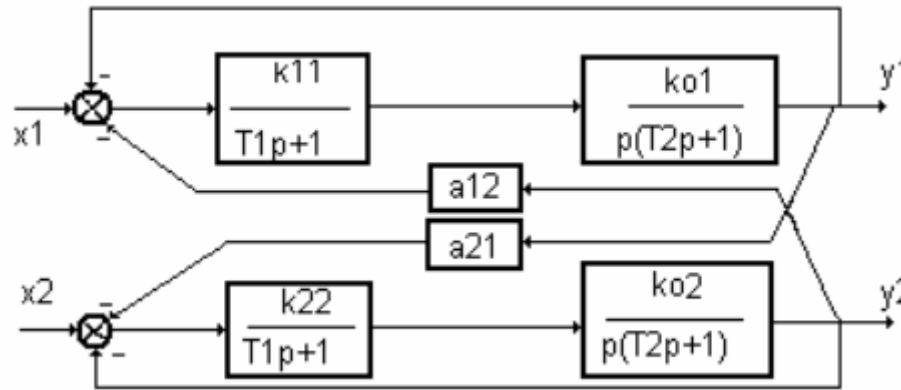 k11
T1p+1
ko1
p(T2p+1)
y1
x1
-
-
a12
a21
x2
-
-
k22
T1p+1
ko2
p(T2p+1)
y2